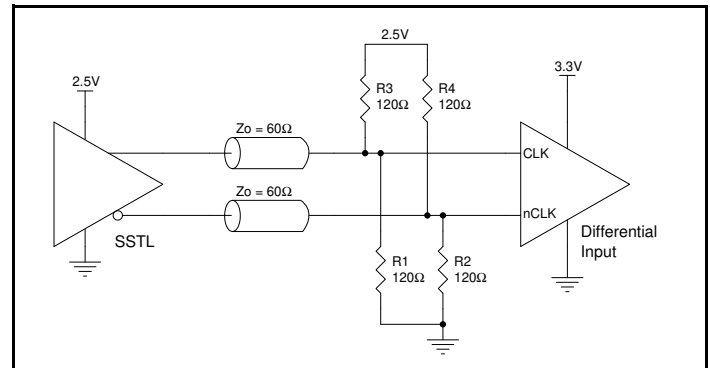 2.5V
2.5V
3.3V
R3
120Ω
R4
120Ω
Zo = 60Ω
CLK
Zo = 60Ω
nCLK
SSTL
Differential
Input
R1
120Ω
R2
120Ω